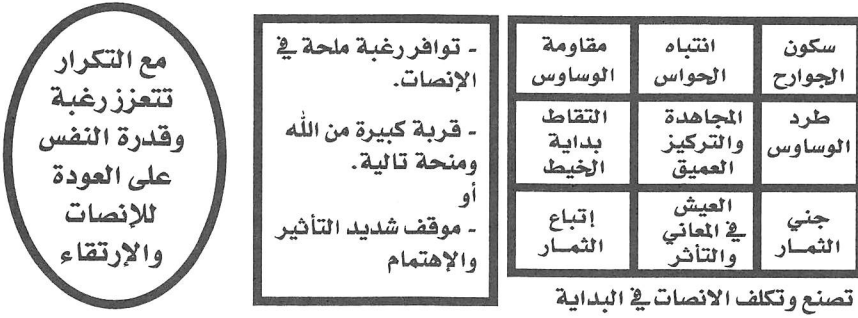 سكون
الجوارح
انتباه
الحواس
مقاومة
الوساوس
طرد
الوساوس
المجاهدة
والتركيز
العميق
التقاط
بداية
الخيط
جني
الثمار
العيش
في المعاني
والتأثر
إتباع
الثمار
تصنع وتكلف الانصات في البداية
- توافر رغبة ملحة في
الإنصات.
- قربة كبيرة من الله
ومنحة تالية.
أو
- موقف شديد التأثير
والإهتمام
مع التكرار
تتعزز رغبة
وقدرة النفس
على العودة
للإنصات
والإرتقاء